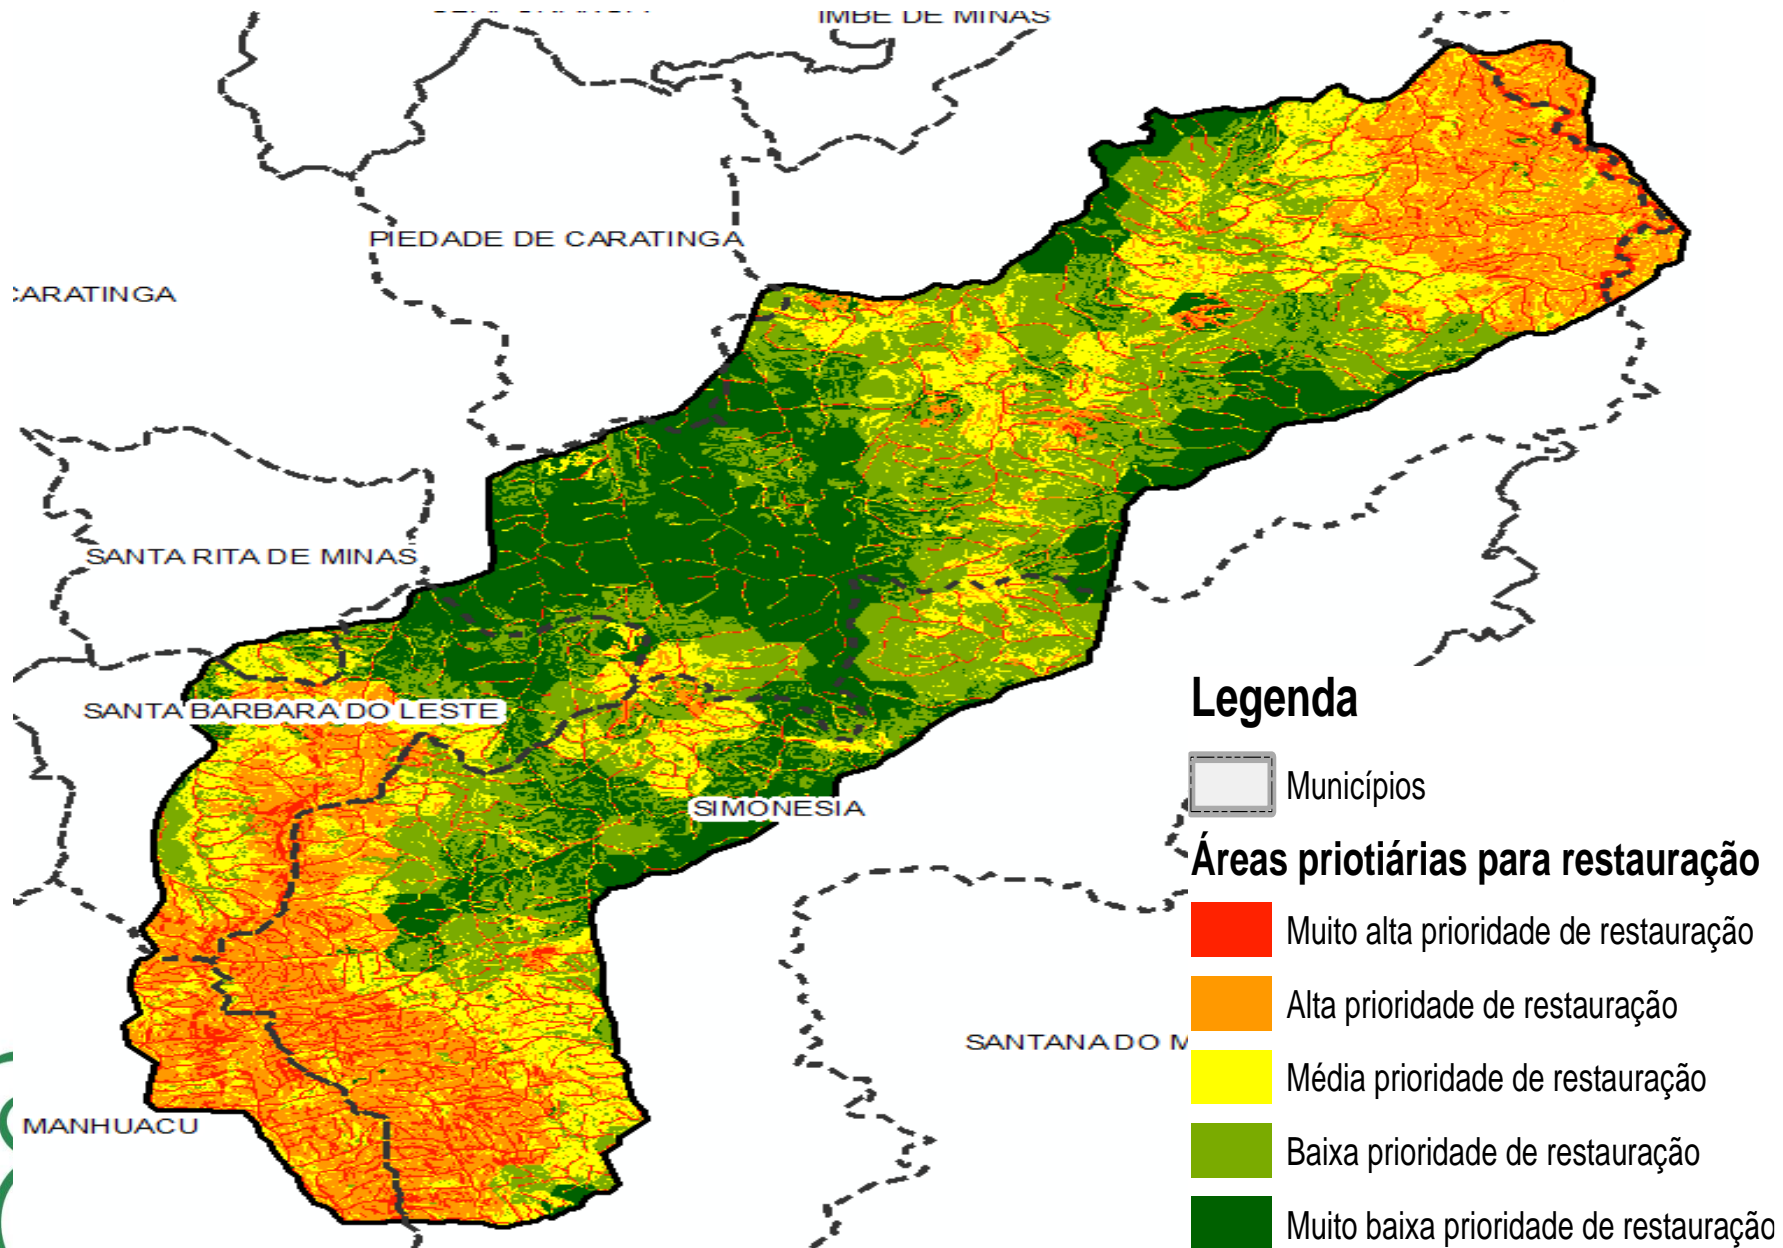 IMBE DE MINAS
PIEDADE DE CARATINGA
CARATINGA
SANTA RITA DE MINAS
SANTA BARBARA DO LESTE
SIMONESIA
SANTANA DO M
MANHUACU
Legenda
Municípios
Áreas priotiárias para restauração
Muito alta prioridade de restauração
Alta prioridade de restauração
Média prioridade de restauração
Baixa prioridade de restauração
Muito baixa prioridade de restauração